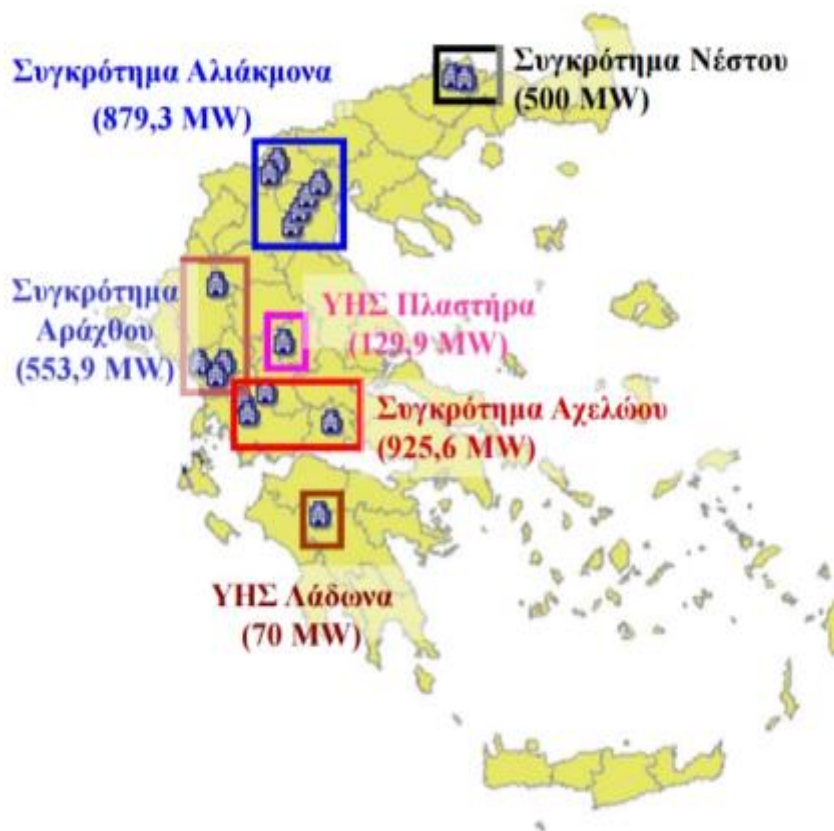 Συγκρότημα Νέστου
(500 MW)
Συγκρότημα Αλιάκμονα
(879,3 MW)
Συγκρότημα
Αράχθου
(553,9 MW)
ΥΗΣ Πλαστήρα
(129,9 MW)
Συγκρότημα Αχελώου
(925,6 MW)
ΥΗΣ Λάδωνα
(70 MW)